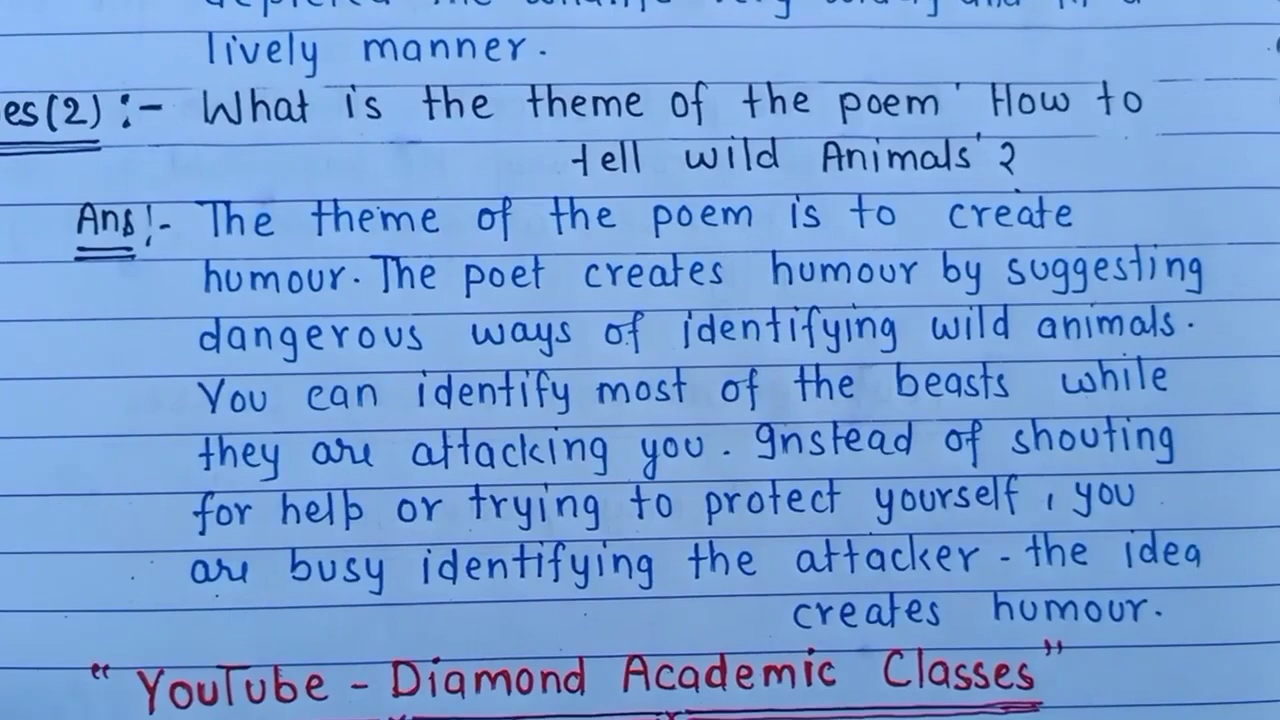 lively manner.
es(2) :- What is the theme of the poem ' How to
tell wild Animals' ?
Ans!- The theme of the poem is to create
humour. The poet creates humour by suggesting
dangerous ways of identifying wild animals.
You can identify most of the beasts while
they are attacking you. Instead of shouting
for help or trying to protect yourself, you
are busy identifying the attacker - the idea
creates humour.
" YouTube - Diamond Academic Classes "